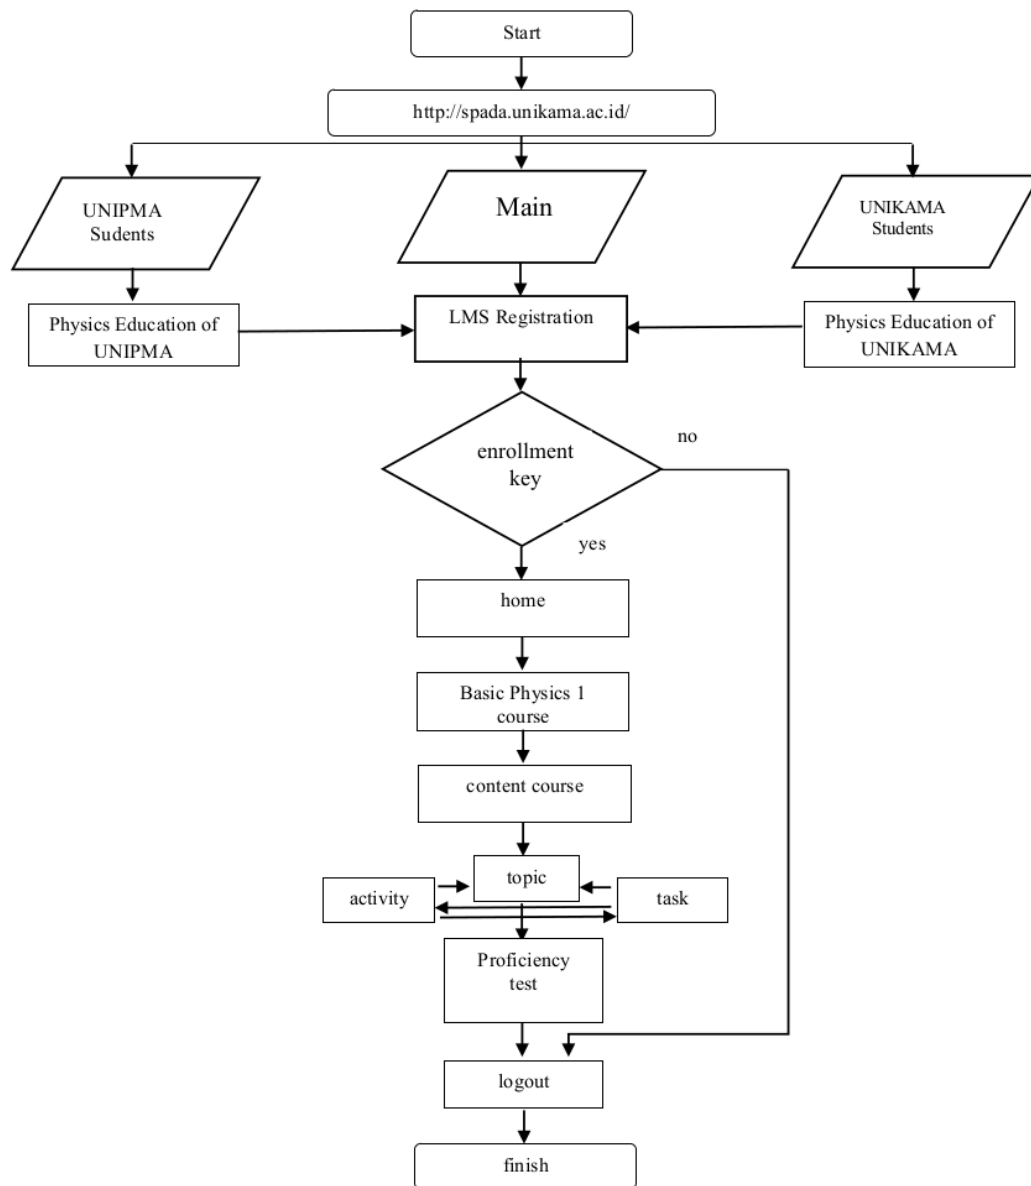 Start
http://spada.unikama.ac.id/
UNIPMA
Sudents
Main
UNIKAMA
Students
Physics Education of
UNIPMA
LMS Registration
Physics Education of
UNIKAMA
enrollment
key
no
yes
home
Basic Physics 1
course
content course
topic
activity
task
Proficiency
test
logout
finish